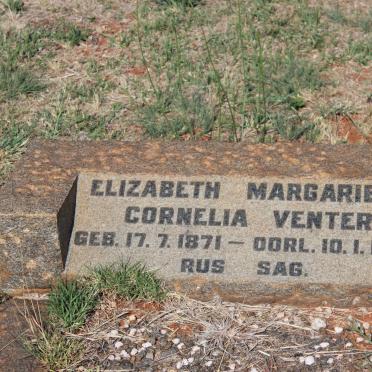 ELIZABETH MARGARIE
CORNELIA VENTER
GEB. 17. 7. 1871 — OORL. 10. 1.
RUS SAG.